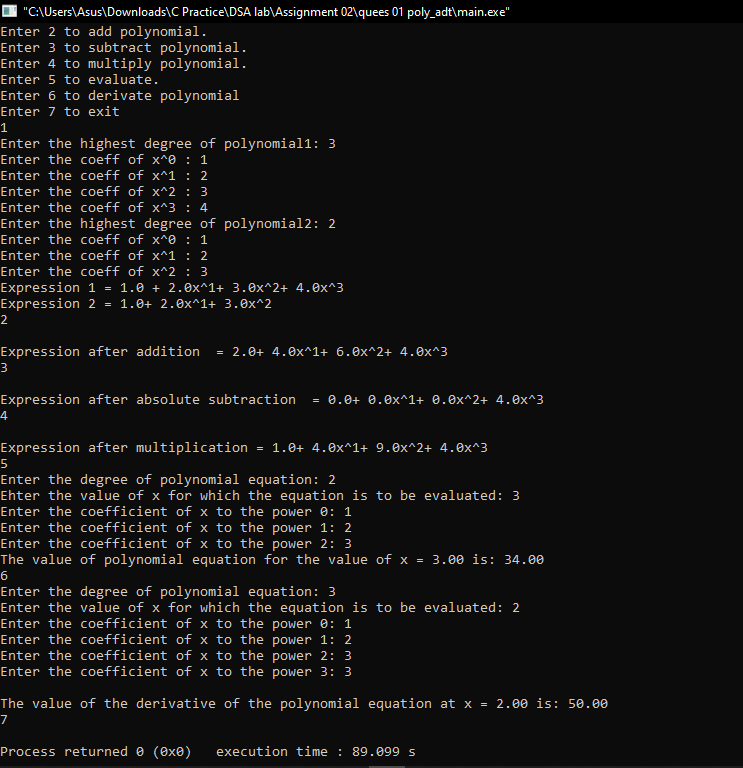 "C:\Users\Asus\Downloads\C Practice\DSA lab\Assignment 02\quees 01 poly_adt\main.exe"
Enter 2 to add polynomial.
Enter 3 to subtract polynomial.
Enter 4 to multiply polynomial.
Enter 5 to evaluate.
Enter 6 to derivate polynomial
Enter 7 to exit
1
Enter the highest degree of polynomial1: 3
Enter the coeff of x^0 : 1
Enter the coeff of x^1 : 2
Enter the coeff of x^2 : 3
Enter the coeff of x^3 : 4
Enter the highest degree of polynomial2: 2
Enter the coeff of x^0 : 1
Enter the coeff of x^1 : 2
Enter the coeff of x^2 : 3
Expression 1 = 1.0 + 2.0x^1+ 3.0x^2+ 4.0x^3
Expression 2 = 1.0+ 2.0x^1+ 3.0x^2
2
Expression after addition  = 2.0+ 4.0x^1+ 6.0x^2+ 4.0x^3
3
Expression after absolute subtraction  = 0.0+ 0.0x^1+ 0.0x^2+ 4.0x^3
4
Expression after multiplication = 1.0+ 4.0x^1+ 9.0x^2+ 4.0x^3
5
Enter the degree of polynomial equation: 2
Ehter the value of x for which the equation is to be evaluated: 3
Enter the coefficient of x to the power 0: 1
Enter the coefficient of x to the power 1: 2
Enter the coefficient of x to the power 2: 3
The value of polynomial equation for the value of x = 3.00 is: 34.00
6
Enter the degree of polynomial equation: 3
Enter the value of x for which the equation is to be evaluated: 2
Enter the coefficient of x to the power 0: 1
Enter the coefficient of x to the power 1: 2
Enter the coefficient of x to the power 2: 3
Enter the coefficient of x to the power 3: 3
The value of the derivative of the polynomial equation at x = 2.00 is: 50.00
7
Process returned 0 (0x0)   execution time : 89.099 s